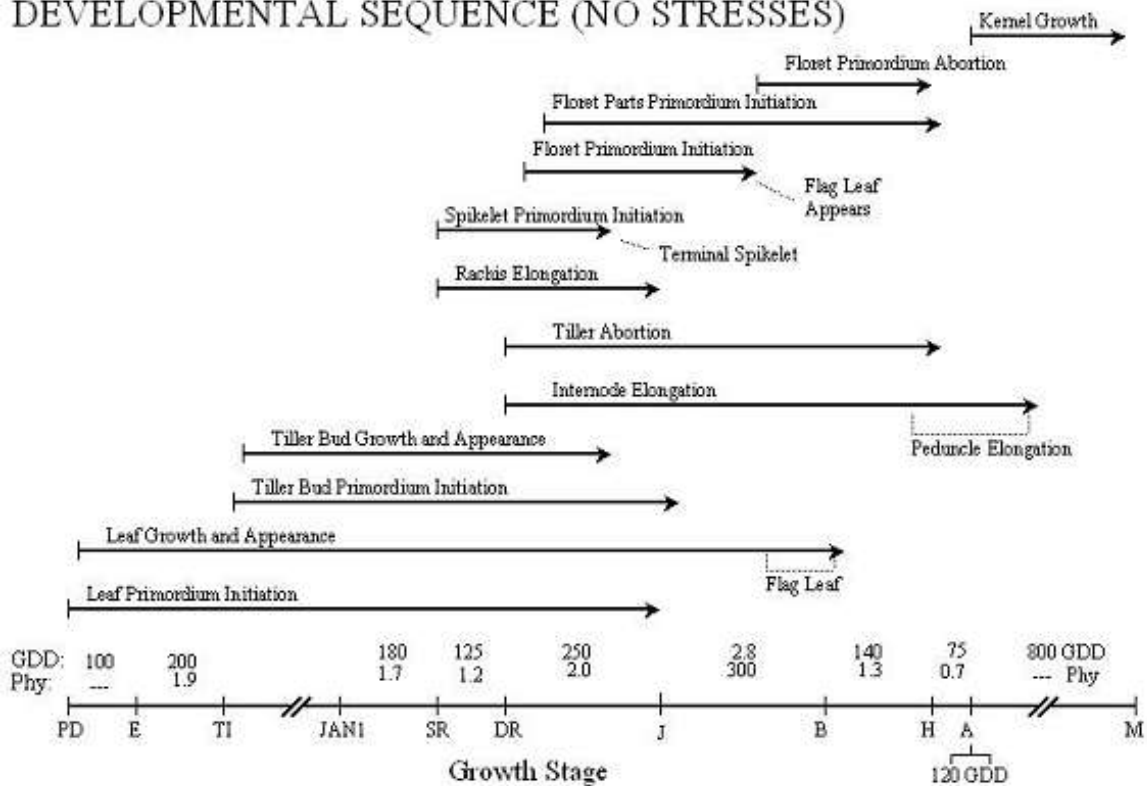 DEVELOPMENTAL SEQUENCE (NO STRESSES)
Kernel Growth
Floret Primordium Abortion
Floret Parts Primordium Initiation
Floret Primordium Initiation
Flag Leaf
Appears
Spikelet Primordium Initiation
Terminal Spikelet
Rachis Elongation
Tiller Abortion
Internode Elongation
Peduncle Elongation
Tiller Bud Growth and Appearance
Tiller Bud Primordium Initiation
Leaf Growth and Appearance
Flag Leaf
Leaf Primordium Initiation
GDD: 100 200 180 125 250 2.8 140 75 800 GDD
Phy: --- 1.9 1.7 1.2 2.0 300 1.3 0.7 --- Phy
PD E TI JAN1 SR DR J B H A M
Growth Stage
120 GDD